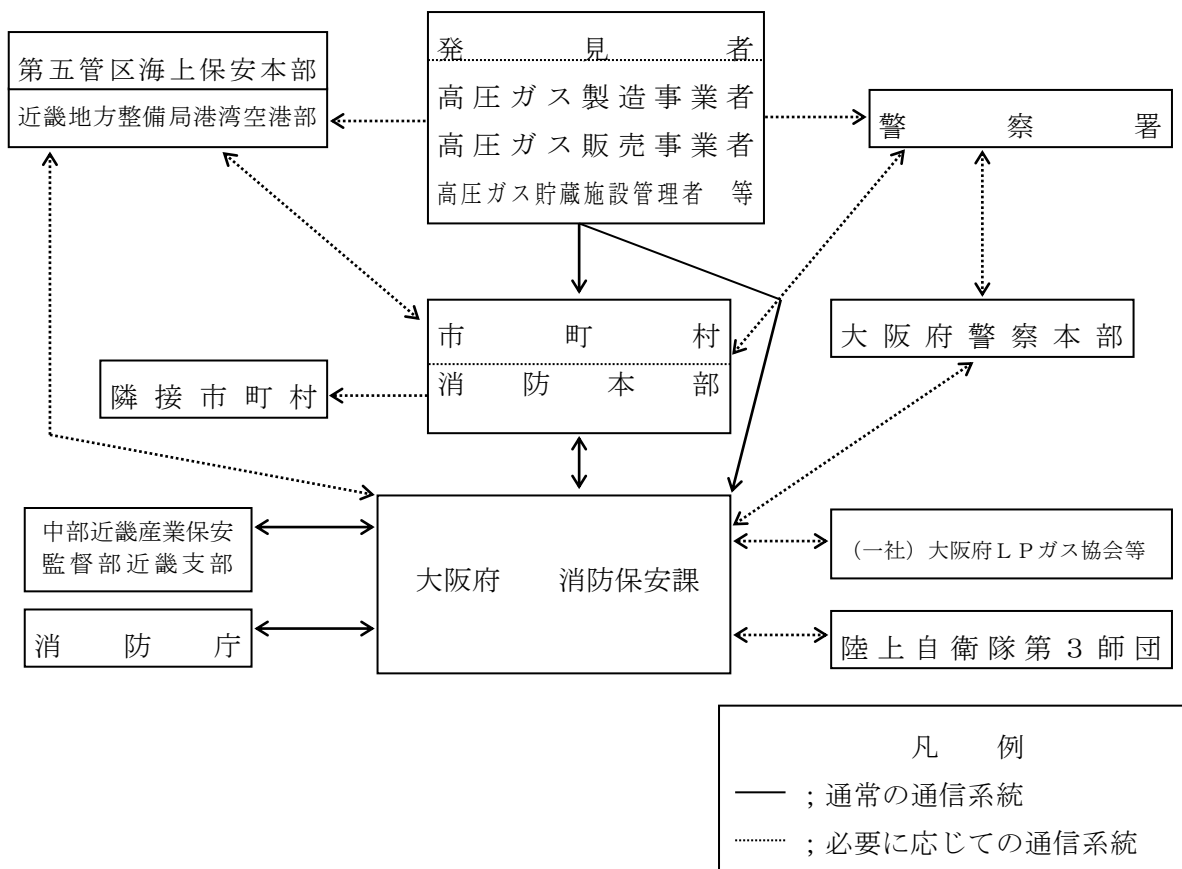 発見者
高圧ガス製造事業者
高圧ガス販売事業者
高圧ガス貯蔵施設管理者 等
第五管区海上保安本部
近畿地方整備局港湾空港部
警察署
市町村
消防本部
大阪府警察本部
隣接市町村
中部近畿産業保安
監督部近畿支部
大阪府 消防保安課
(一社)大阪府LPガス協会等
消防庁
陸上自衛隊第3師団
凡 例
;通常の通信系統
;必要に応じての通信系統